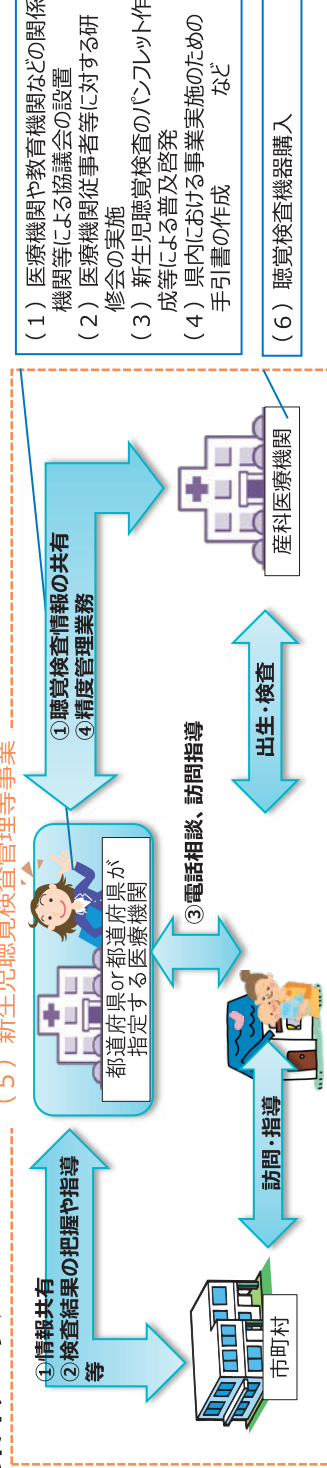 （５）新生児聴覚検査管理等事業
①情報共有
②検査結果の把握や指導
等
市町村
訪問・指導
都道府県or都道府県が
指定する医療機関
③電話相談、訪問指導
①聴覚検査情報の共有
④精度管理業務
出生・検査
産科医療機関
（１）医療機関や教育機関などの関係
機関等による協議会の設置
（２）医療機関従事者等に対する研
修会の実施
（３）新生児聴覚検査のパンフレット作
成等による普及啓発
（４）県内における事業実施のための
手引書の作成　　　　など
（６）聴覚検査機器購入